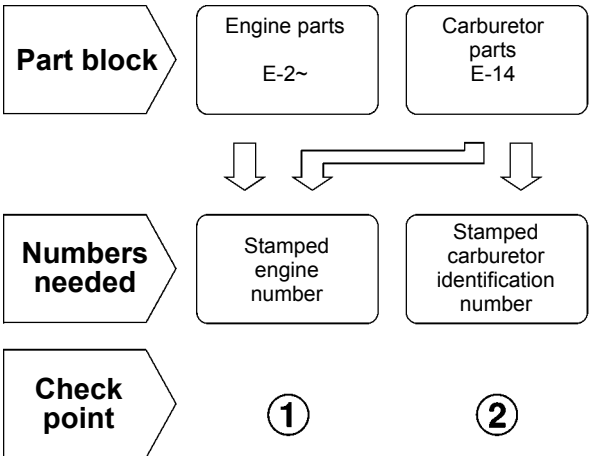 Part block
Engine parts
E-2~
Carburetor
parts
E-14
Numbers
needed
Stamped
engine
number
Stamped
carburetor
identification
number
Check
point
①
②